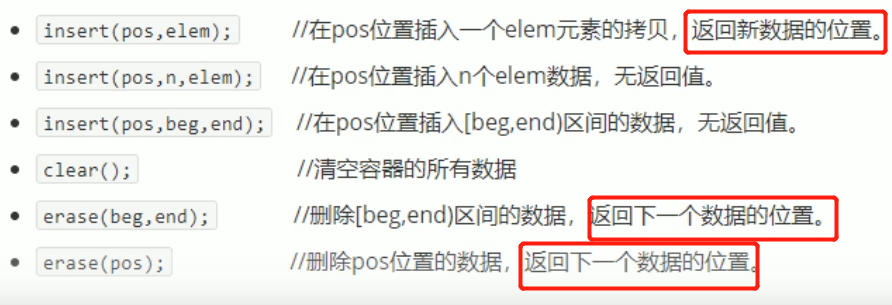 insert(pos,elem); //在pos位置插入一个elem元素的拷贝，返回新数据的位置。
insert(pos,n,elem); //在pos位置插入n个elem数据，无返回值。
insert(pos,beg,end); //在pos位置插入[beg,end)区间的数据，无返回值。
clear(); //清空容器的所有数据
erase(beg,end); //删除[beg,end)区间的数据，返回下一个数据的位置。
erase(pos); //删除pos位置的数据，返回下一个数据的位置。